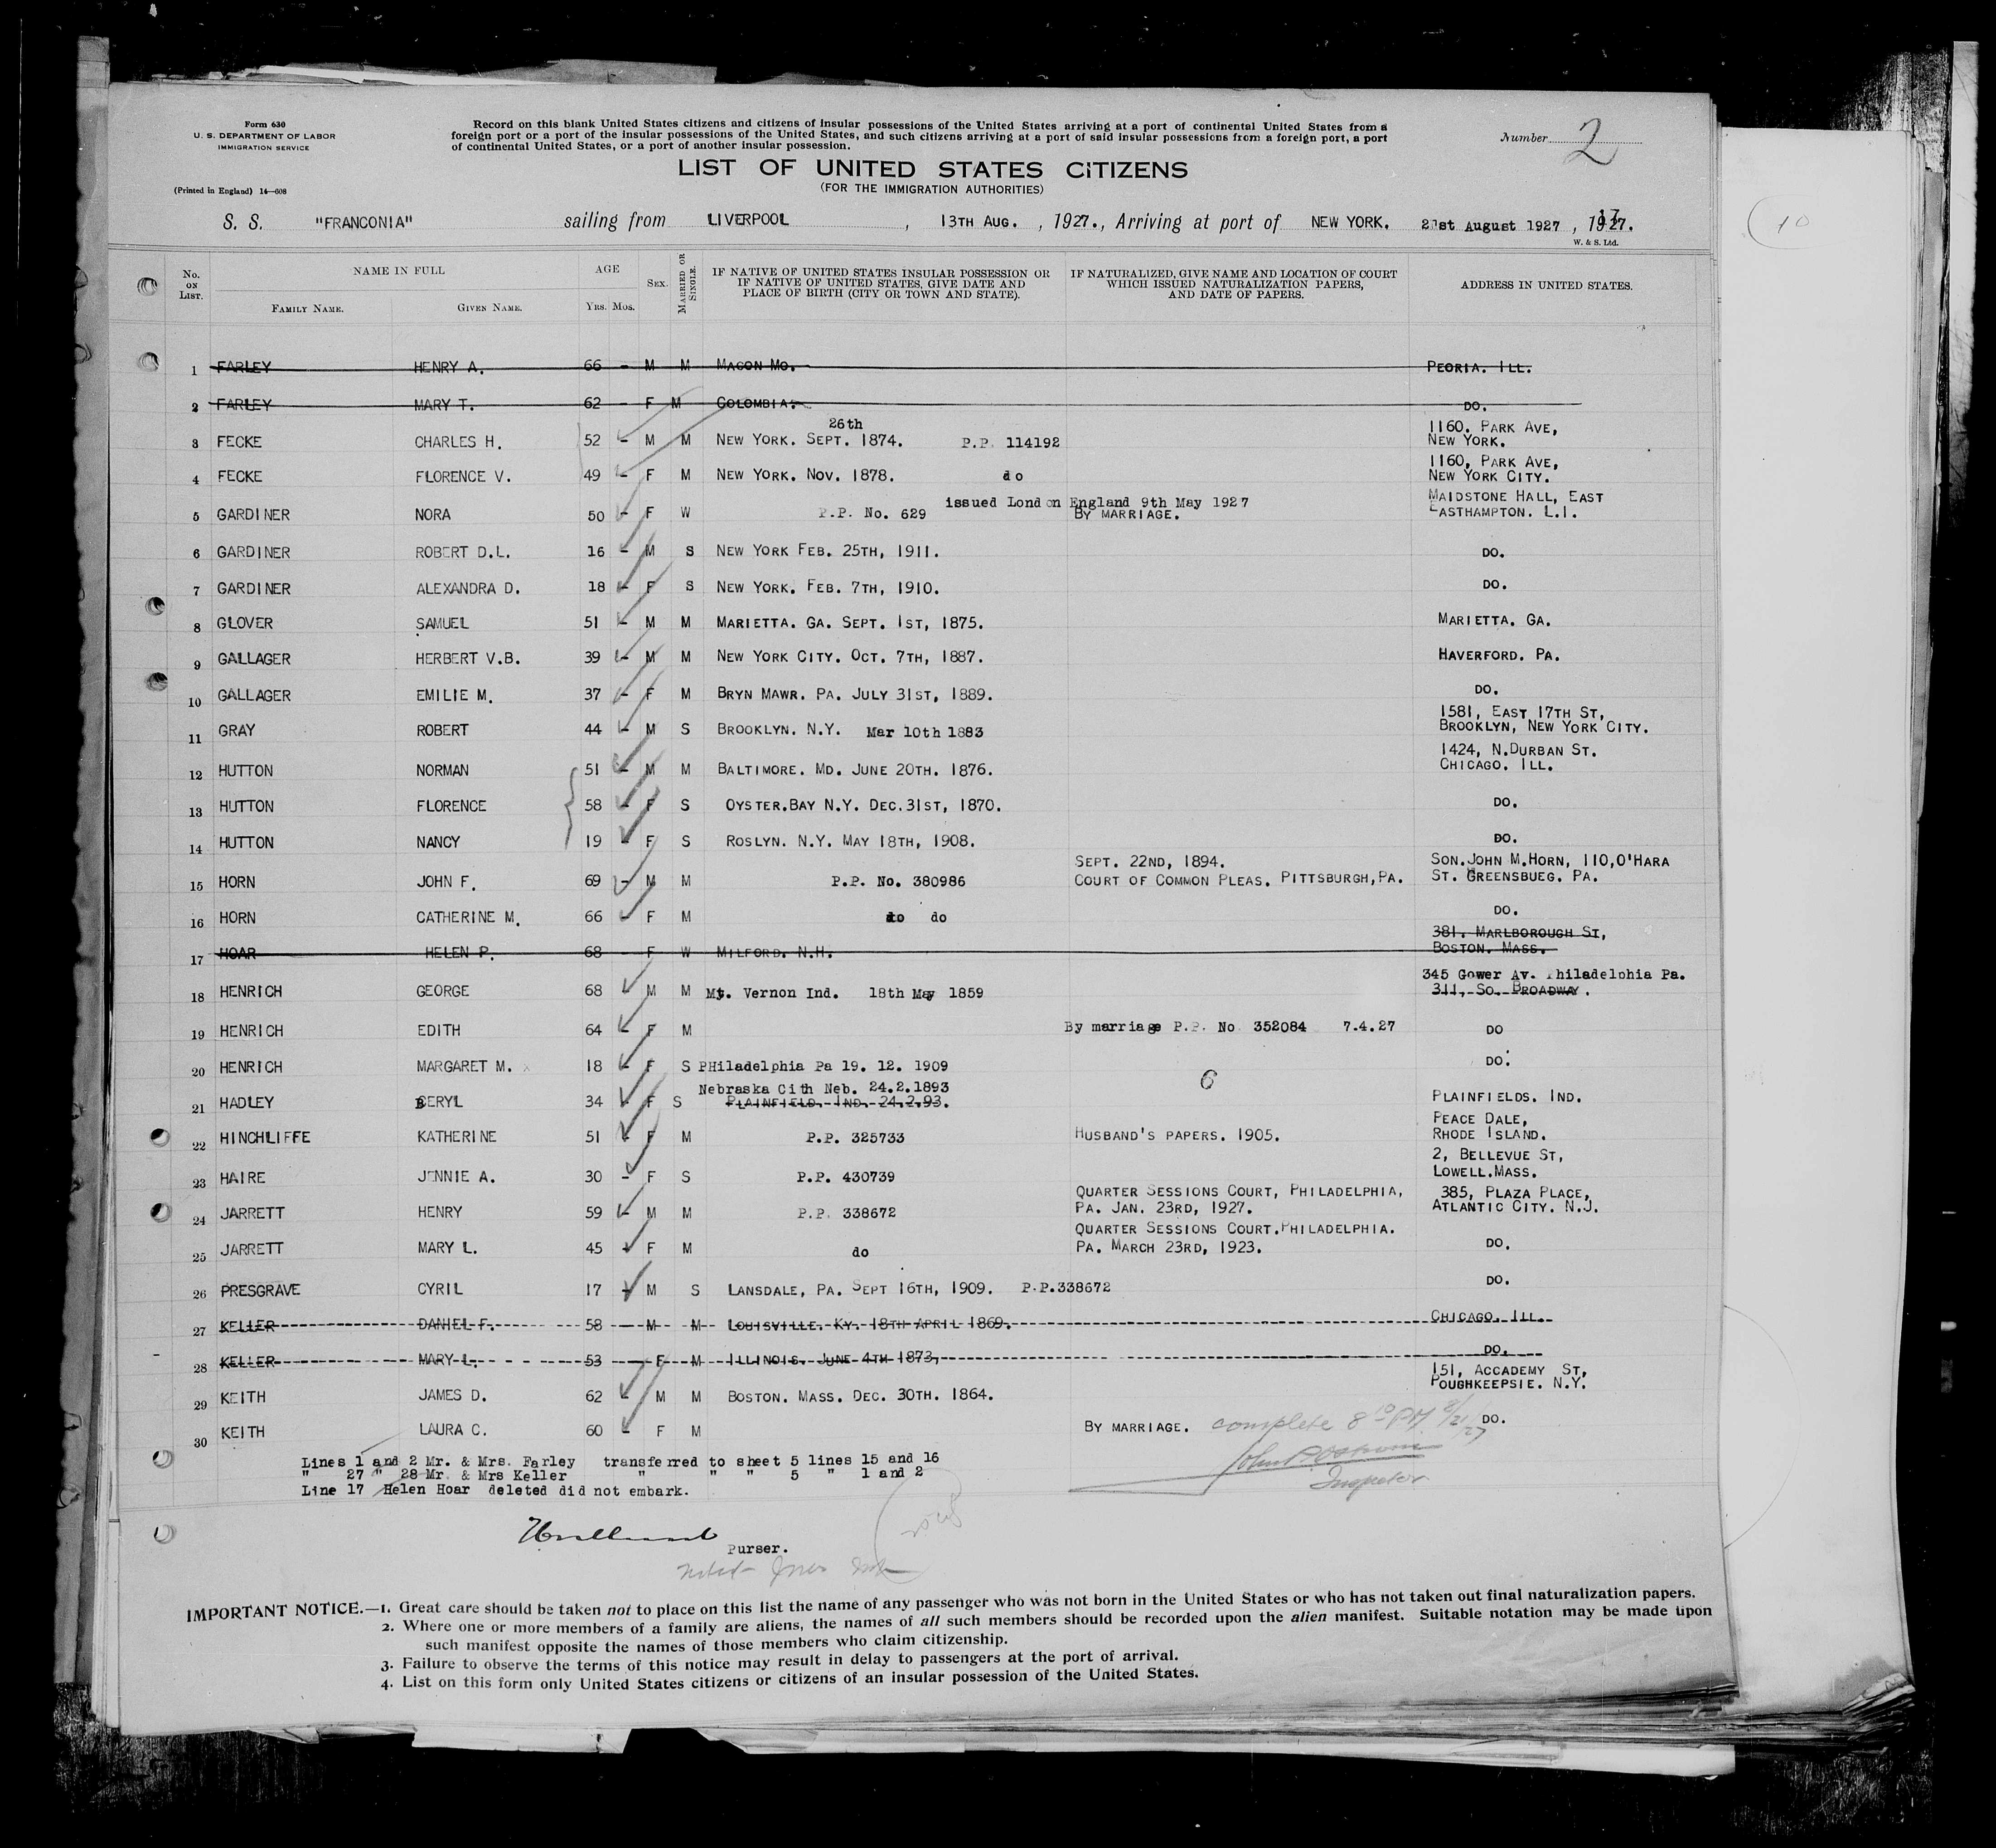 Form 630
U. S. DEPARTMENT OF LABOR
IMMIGRATION SERVICE
(Printed in England) 14—608
Record on this blank United States citizens and citizens of insular possessions of the United States arriving at a port of continental United States from a
foreign port or a port of the insular possessions of the United States, and such citizens arriving at a port of said insular possessions from a foreign port, a port
of continental United States, or a port of another insular possession.
Number 2
LIST OF UNITED STATES CITIZENS
(FOR THE IMMIGRATION AUTHORITIES)
S. S. "FRANCONIA" sailing from LIVERPOOL, 13TH AUG., 1927., Arriving at port of NEW YORK. 21st August 1927, 1927.
W. & S. Ltd.
10
No. ON LIST. NAME IN FULL AGE SEX. MARRIED OR SINGLE. IF NATIVE OF UNITED STATES INSULAR POSSESSION OR IF NATIVE OF UNITED STATES, GIVE DATE AND PLACE OF BIRTH (CITY OR TOWN AND STATE). IF NATURALIZED, GIVE NAME AND LOCATION OF COURT WHICH ISSUED NATURALIZATION PAPERS, AND DATE OF PAPERS. ADDRESS IN UNITED STATES.
FAMILY NAME. GIVEN NAME. YRS. MOS.
1 FARLEY HENRY A. 66 - M M MACON MO. PEORIA. ILL.
2 FARLEY MARY T. 62 - F M COLOMBIA. DO.
26th 1160. PARK AVE,
3 FECKE CHARLES H. 52 - M M NEW YORK. SEPT. 1874. P.P. 114192 NEW YORK.
1160, PARK AVE,
4 FECKE FLORENCE V. 49 - F M NEW YORK. NOV. 1878. do NEW YORK CITY.
issued London England 9th May 1927 MAIDSTONE HALL, EAST
5 GARDINER NORA 50 - F W P.P. No. 629 BY MARRIAGE. EASTHAMPTON. L.I.
6 GARDINER ROBERT D.L. 16 - M S NEW YORK FEB. 25TH, 1911. DO.
7 GARDINER ALEXANDRA D. 18 - F S NEW YORK. FEB. 7TH, 1910. DO.
8 GLOVER SAMUEL 51 - M M MARIETTA. GA. SEPT. 1ST, 1875. MARIETTA. GA.
9 GALLAGER HERBERT V.B. 39 - M M NEW YORK CITY. OCT. 7TH, 1887. HAVERFORD. PA.
10 GALLAGER EMILIE M. 37 - F M BRYN MAWR. PA. JULY 31ST, 1889. DO.
1581, EAST 17TH ST,
11 GRAY ROBERT 44 - M S BROOKLYN. N.Y. Mar 10th 1883 BROOKLYN, NEW YORK CITY.
1424, N.DURBAN ST.
12 HUTTON NORMAN 51 - M M BALTIMORE. MD. JUNE 20TH. 1876. CHICAGO. ILL.
13 HUTTON FLORENCE 58 - F S OYSTER.BAY N.Y. DEC.31ST, 1870. DO.
14 HUTTON NANCY 19 - F S ROSLYN. N.Y. MAY 18TH, 1908. DO.
SEPT. 22ND, 1894. SON.JOHN M.HORN, 110,O'HARA
15 HORN JOHN F. 69 - M M P.P. No. 380986 COURT OF COMMON PLEAS. PITTSBURGH,PA. ST. GREENSBUEG. PA.
16 HORN CATHERINE M. 66 - F M do do DO.
381. MARLBOROUGH ST,
17 HOAR HELEN P. 68 - F W MILFORD. N.H. BOSTON. MASS.
345 Gower Av. Philadelphia Pa.
18 HENRICH GEORGE 68 M M Mt. Vernon Ind. 18th May 1859 311, SO. BROADWAY.
19 HENRICH EDITH 64 - F M By marriage P.P. No 352084 7.4.27 DO
20 HENRICH MARGARET M. x 18 - F S PHiladelphia Pa 19. 12. 1909 DO.
Nebraska Cith Neb. 24.2.1893 6
21 HADLEY BERYL 34 - F S PLAINFIELD. IND. 24.2.93. PLAINFIELDS. IND.
PEACE DALE,
22 HINCHLIFFE KATHERINE 51 - F M P.P. 325733 HUSBAND'S PAPERS. 1905. RHODE ISLAND.
2, BELLEVUE ST,
23 HAIRE JENNIE A. 30 - F S P.P. 430739 LOWELL.MASS.
QUARTER SESSIONS COURT, PHILADELPHIA, 385, PLAZA PLACE,
24 JARRETT HENRY 59 - M M P.P. 338672 PA. JAN. 23RD, 1927. ATLANTIC CITY. N.J.
QUARTER SESSIONS COURT.PHILADELPHIA.
25 JARRETT MARY L. 45 - F M do PA. MARCH 23RD, 1923. DO.
26 PRESGRAVE CYRIL 17 - M S LANSDALE, PA. SEPT 16TH, 1909. P.P.338672 DO.
27 KELLER DANIEL F. 58 - M M LOUISVILLE. KY. 18TH APRIL 1869. CHICAGO. ILL.
28 KELLER MARY L. 53 - F M ILLINOIS. JUNE 4TH 1873, DO.
151, ACCADEMY ST,
29 KEITH JAMES D. 62 - M M BOSTON. MASS. DEC. 30TH. 1864. POUGHKEEPSIE. N.Y.
30 KEITH LAURA C. 60 - F M BY MARRIAGE. complete 8 10 PM 8/21/27 DO.
Lines 1 and 2 Mr. & Mrs. Farley transferred to sheet 5 lines 15 and 16
" 27 " 28 Mr. & Mrs Keller " " " 5 " 1 and 2
Line 17 Helen Hoar deleted did not embark.
Inspector
Purser.
IMPORTANT NOTICE.—1. Great care should be taken not to place on this list the name of any passenger who was not born in the United States or who has not taken out final naturalization papers.
2. Where one or more members of a family are aliens, the names of all such members should be recorded upon the alien manifest. Suitable notation may be made upon
such manifest opposite the names of those members who claim citizenship.
3. Failure to observe the terms of this notice may result in delay to passengers at the port of arrival.
4. List on this form only United States citizens or citizens of an insular possession of the United States.